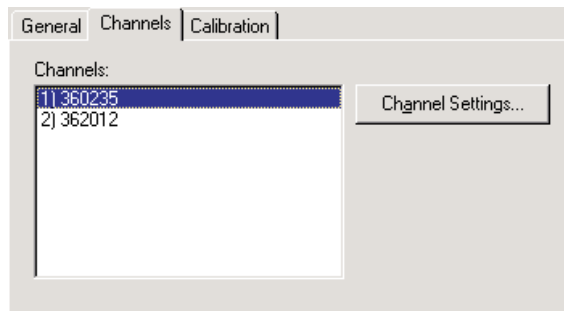 General Channels Calibration
Channels:
1) 360235
2) 362012
Channel Settings...